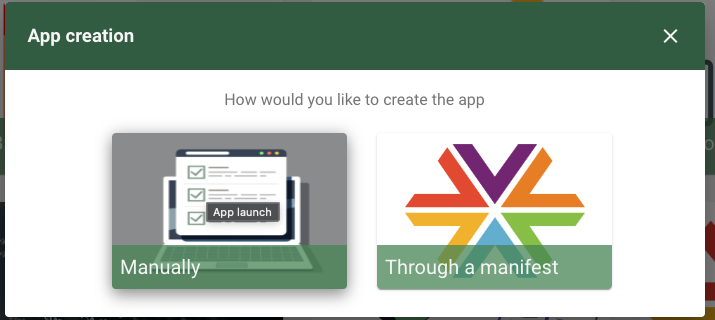 App creation
How would you like to create the app
App launch
Manually
Through a manifest